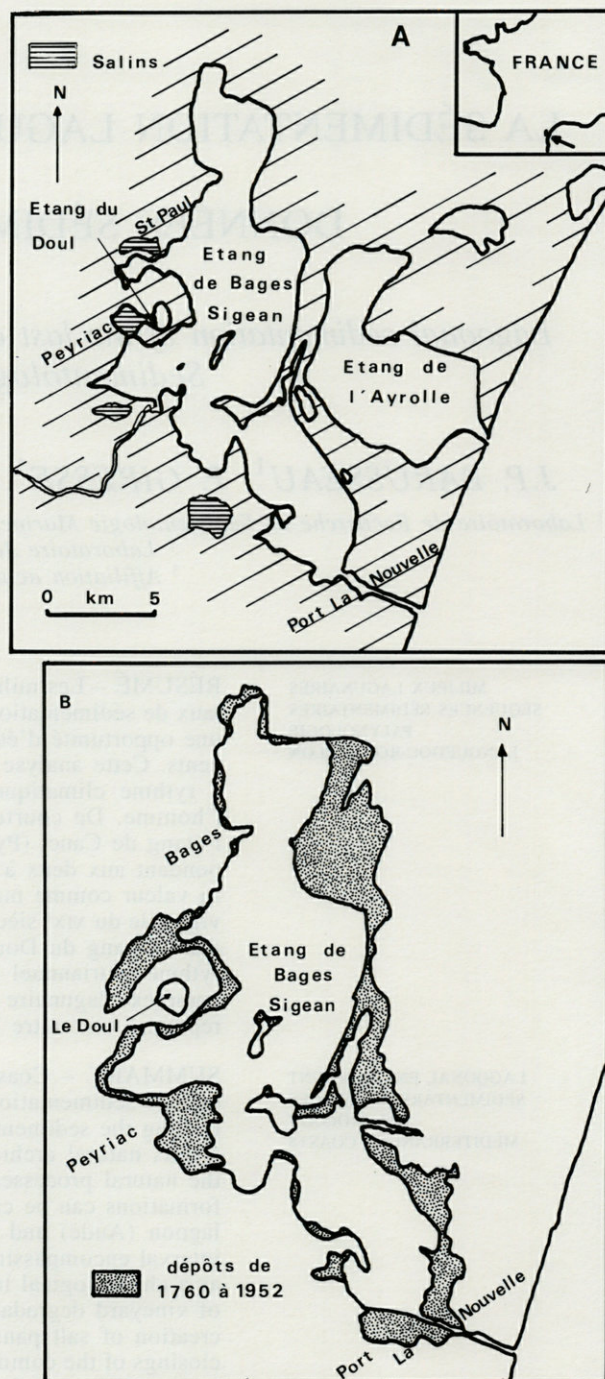 A
Salins
FRANCE
N
Etang du
Doul
St Paul
Etang
de Bages
Sigean
Peyriac
Etang de
l'Ayrolle
0 km 5
Port La Nouvelle
B
N
Bages
Etang de
Bages
Sigean
Le Doul
Peyriac
dépôts de
1760 à 1952
Port La Nouvelle